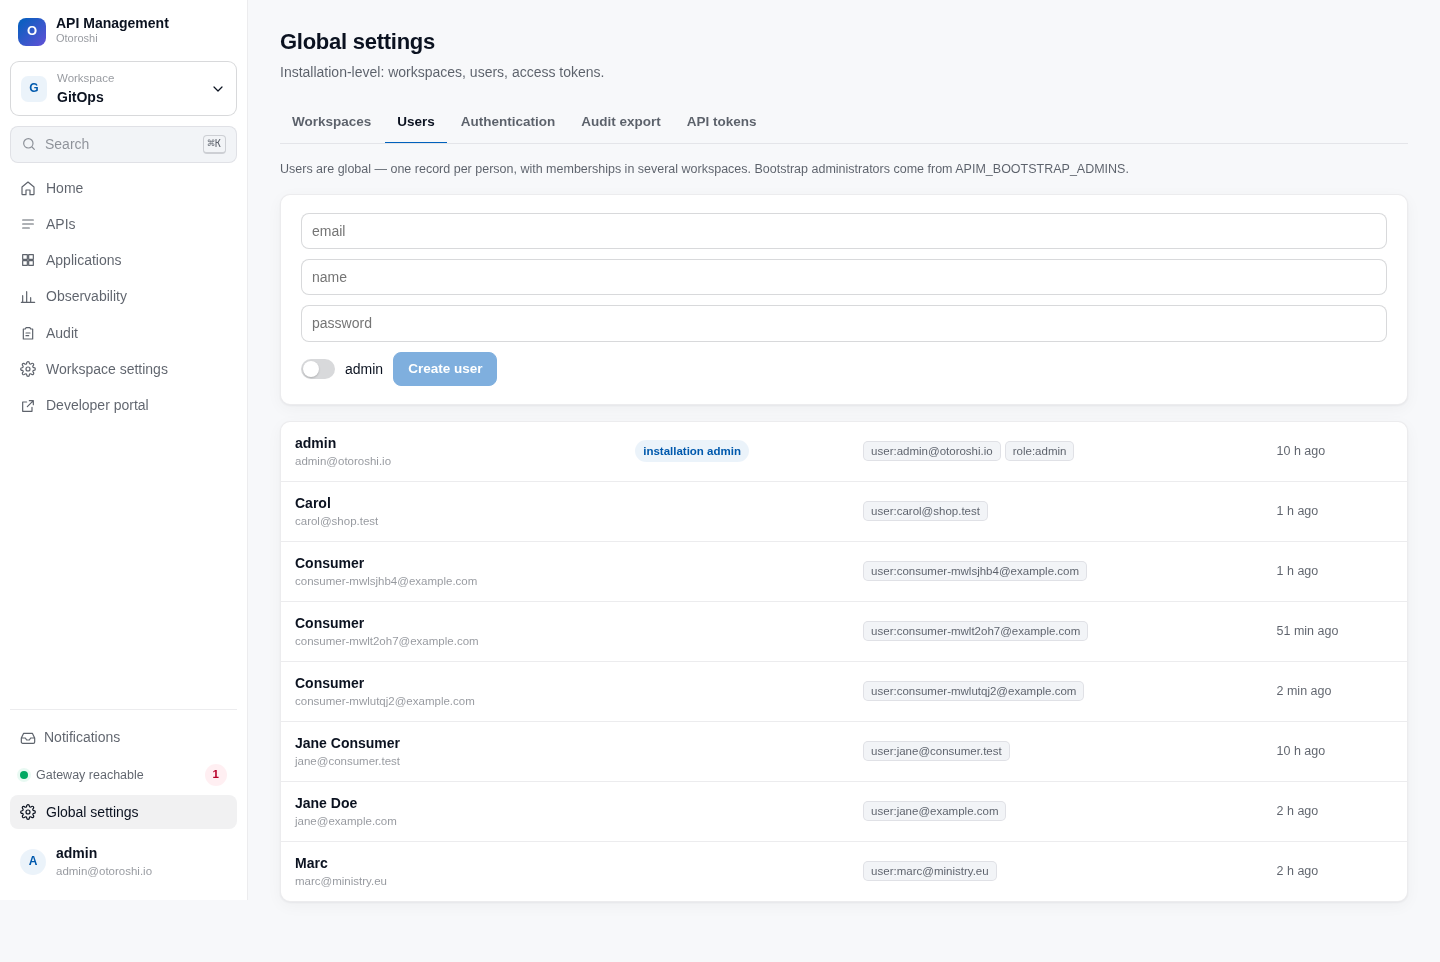 O
API Management
Otoroshi
G
Workspace
GitOps
Search
⌘K
Home
APIs
Applications
Observability
Audit
Workspace settings
Developer portal
Notifications
Gateway reachable
1
Global settings
A
admin
admin@otoroshi.io
Global settings
Installation-level: workspaces, users, access tokens.
Workspaces Users Authentication Audit export API tokens
Users are global — one record per person, with memberships in several workspaces. Bootstrap administrators come from APIM_BOOTSTRAP_ADMINS.
email
name
password
admin Create user
admin
admin@otoroshi.io
installation admin
user:admin@otoroshi.io role:admin
10 h ago
Carol
carol@shop.test
user:carol@shop.test
1 h ago
Consumer
consumer-mwlsjhb4@example.com
user:consumer-mwlsjhb4@example.com
1 h ago
Consumer
consumer-mwlt2oh7@example.com
user:consumer-mwlt2oh7@example.com
51 min ago
Consumer
consumer-mwlutqj2@example.com
user:consumer-mwlutqj2@example.com
2 min ago
Jane Consumer
jane@consumer.test
user:jane@consumer.test
10 h ago
Jane Doe
jane@example.com
user:jane@example.com
2 h ago
Marc
marc@ministry.eu
user:marc@ministry.eu
2 h ago